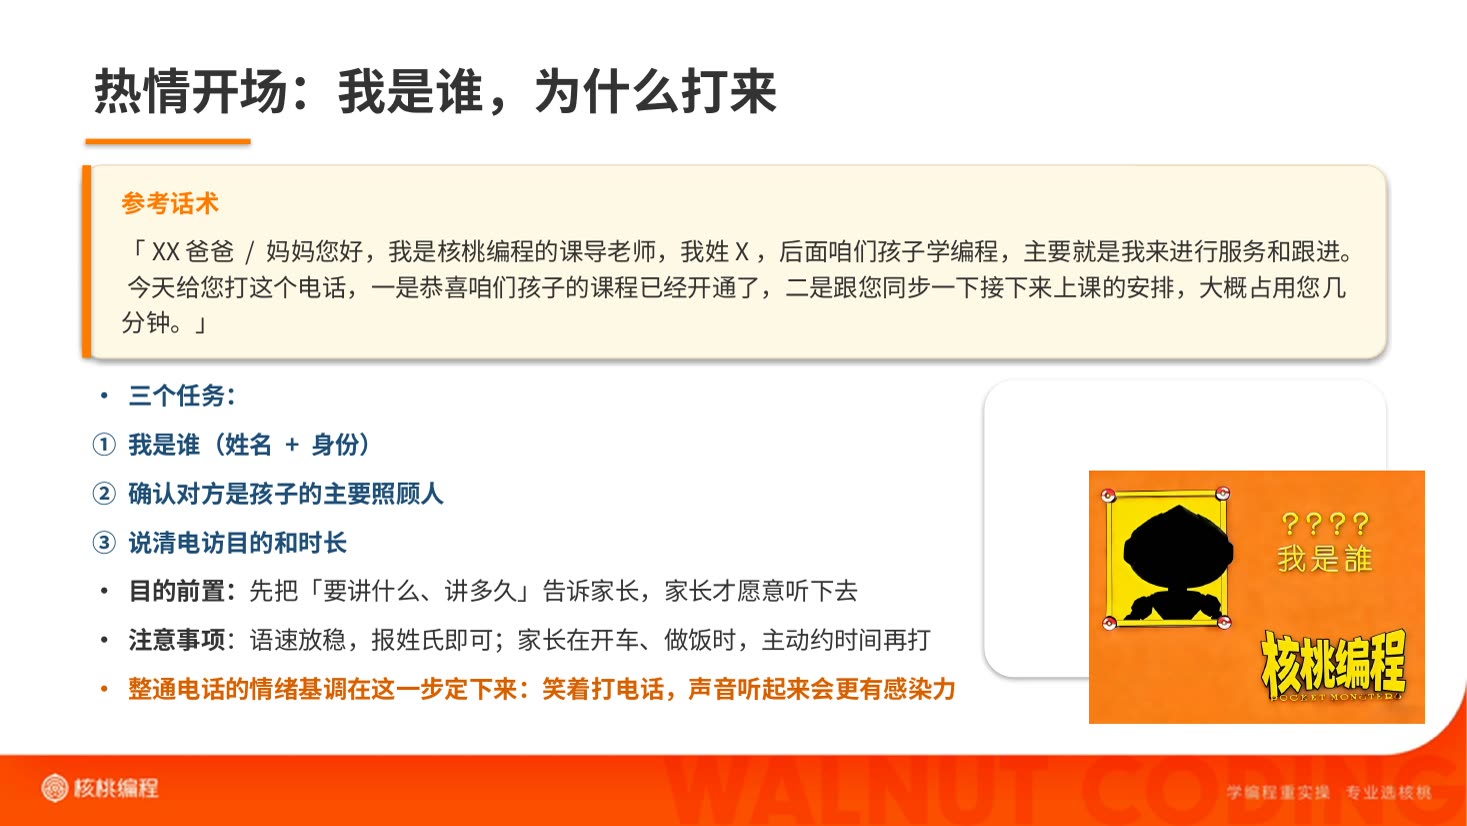 热情开场：我是谁，为什么打来
参考话术
「 XX 爸爸 / 妈妈您好，我是核桃编程的课导老师，我姓 X ，后面咱们孩子学编程，主要就是我来进行服务和跟进。
今天给您打这个电话，一是恭喜咱们孩子的课程已经开通了，二是跟您同步一下接下来上课的安排，大概占用您几
分钟。」
• 三个任务：
① 我是谁（姓名 + 身份）
② 确认对方是孩子的主要照顾人
③ 说清电访目的和时长
• 目的前置：先把「要讲什么、讲多久」告诉家长，家长才愿意听下去
• 注意事项：语速放稳，报姓氏即可；家长在开车、做饭时，主动约时间再打
• 整通电话的情绪基调在这一步定下来：笑着打电话，声音听起来会更有感染力
????
我是誰
核桃编程
POCKET MONSTERS
核桃编程
WALNUT CODING
学编程重实操 专业选核桃